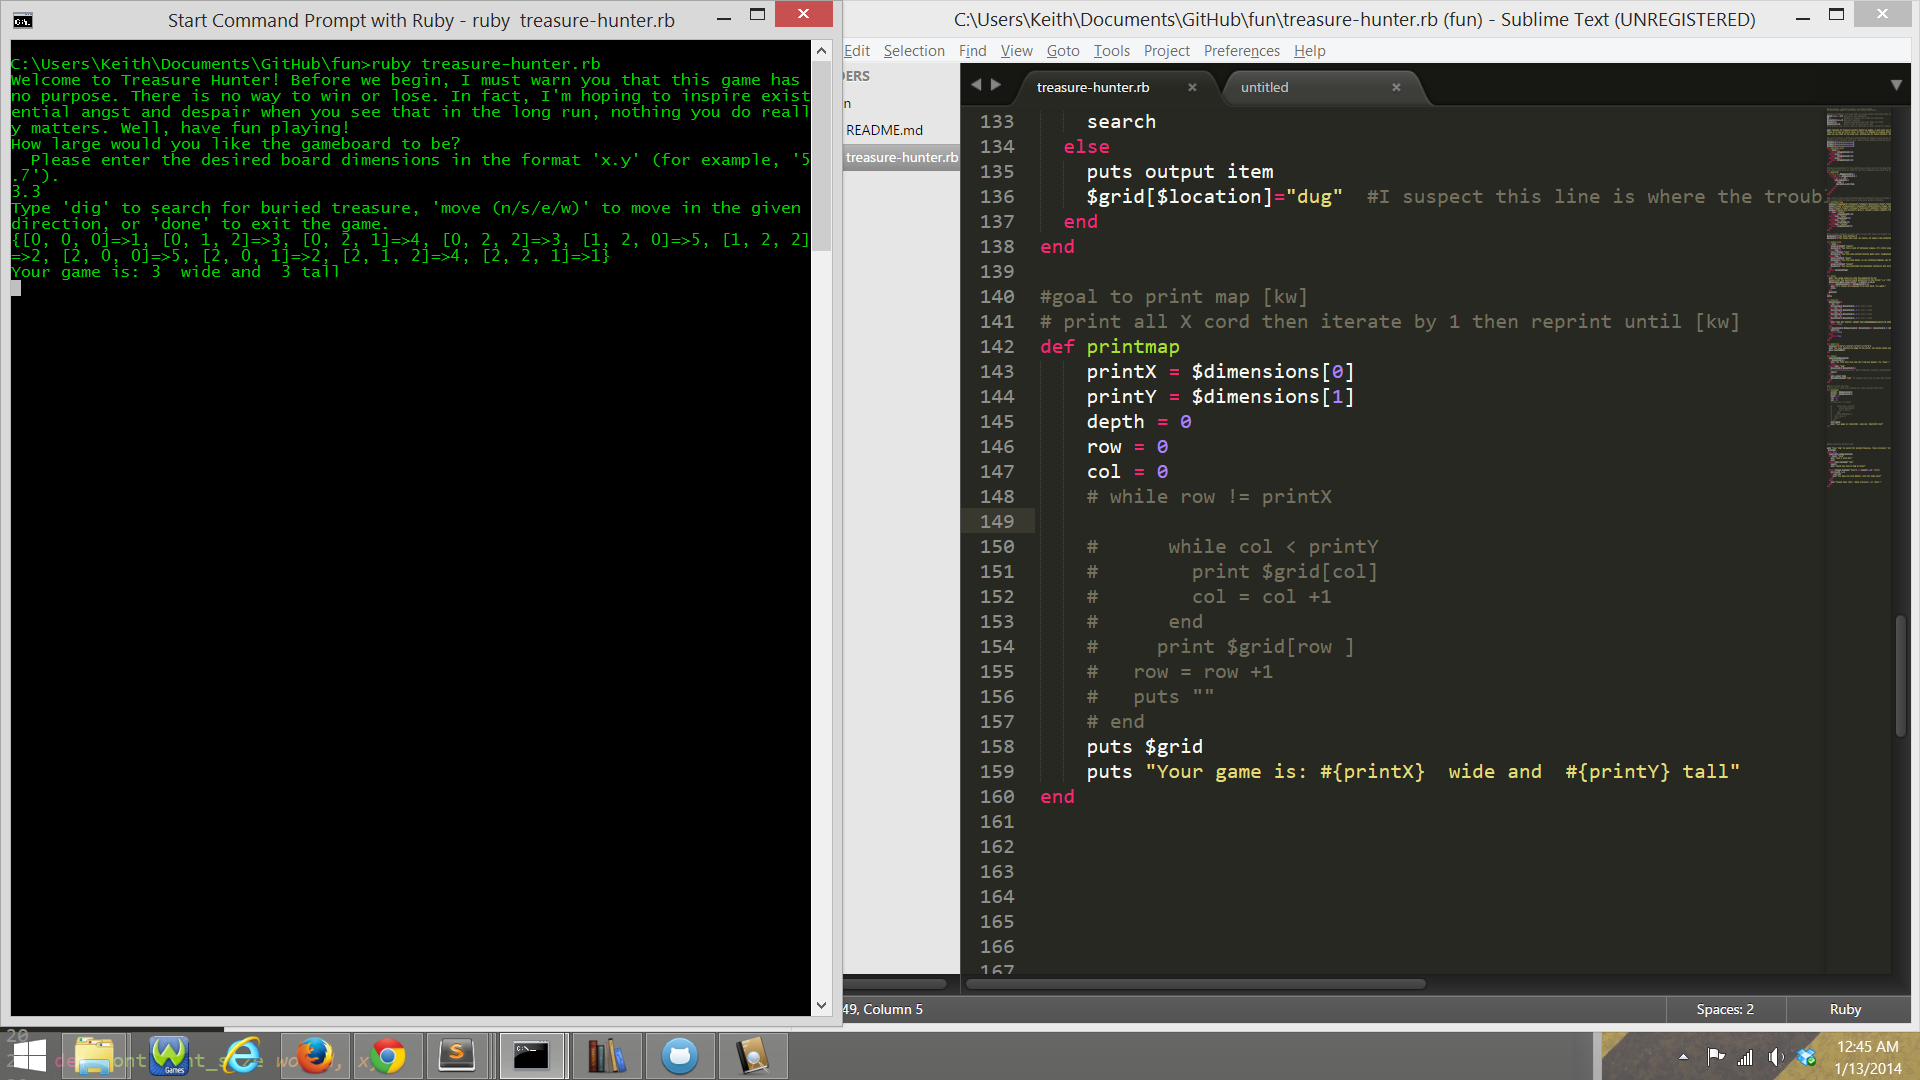 Start Command Prompt with Ruby - ruby  treasure-hunter.rb
C:\Users\Keith\Documents\GitHub\fun>ruby treasure-hunter.rb
Welcome to Treasure Hunter! Before we begin, I must warn you that this game has
no purpose. There is no way to win or lose. In fact, I'm hoping to inspire exist
ential angst and despair when you see that in the long run, nothing you do reall
y matters. Well, have fun playing!
How large would you like the gameboard to be?
  Please enter the desired board dimensions in the format 'x.y' (for example, '5
.7').
3.3
Type 'dig' to search for buried treasure, 'move (n/s/e/w)' to move in the given
direction, or 'done' to exit the game.
{[0, 0, 0]=>1, [0, 1, 2]=>3, [0, 2, 1]=>4, [0, 2, 2]=>3, [1, 2, 0]=>5, [1, 2, 2]
=>2, [2, 0, 0]=>5, [2, 0, 1]=>2, [2, 1, 2]=>4, [2, 2, 1]=>1}
Your game is: 3  wide and  3 tall
C:\Users\Keith\Documents\GitHub\fun\treasure-hunter.rb (fun) - Sublime Text (UNREGISTERED)
Edit Selection Find View Goto Tools Project Preferences Help
DERS
n
README.md
treasure-hunter.rb
treasure-hunter.rb untitled
133 search
134 else
135 puts output item
136 $grid[$location]="dug"  #I suspect this line is where the troub
137 end
138 end
139
140 #goal to print map [kw]
141 # print all X cord then iterate by 1 then reprint until [kw]
142 def printmap
143 printX = $dimensions[0]
144 printY = $dimensions[1]
145 depth = 0
146 row = 0
147 col = 0
148 # while row != printX
149
150 #      while col < printY
151 #        print $grid[col]
152 #        col = col +1
153 #      end
154 #     print $grid[row ]
155 #   row = row +1
156 #   puts ""
157 # end
158 puts $grid
159 puts "Your game is: #{printX}  wide and  #{printY} tall"
160 end
161
162
163
164
165
166
167
49, Column 5
Spaces: 2
Ruby
20
Games
12:45 AM
1/13/2014